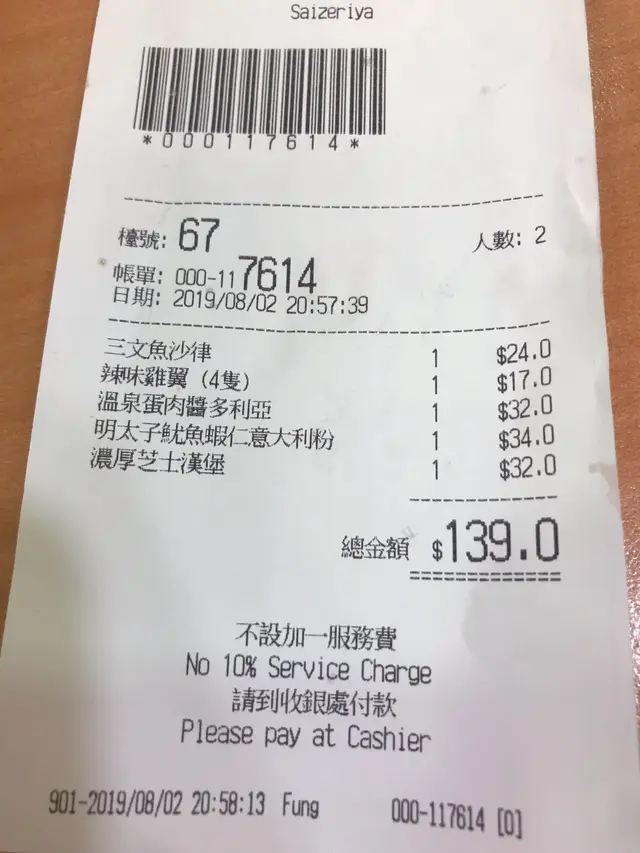 Saizeriya
*000117614*
檯號: 67 人數: 2
帳單: 000-117614
日期: 2019/08/02 20:57:39
三文魚沙律 1 $24.0
辣味雞翼 (4隻) 1 $17.0
溫泉蛋肉醬多利亞 1 $32.0
明太子魷魚蝦仁意大利粉 1 $34.0
濃厚芝士漢堡 1 $32.0
總金額 $139.0
不設加一服務費
No 10% Service Charge
請到收銀處付款
Please pay at Cashier
901-2019/08/02 20:58:13 Fung 000-117614 [0]